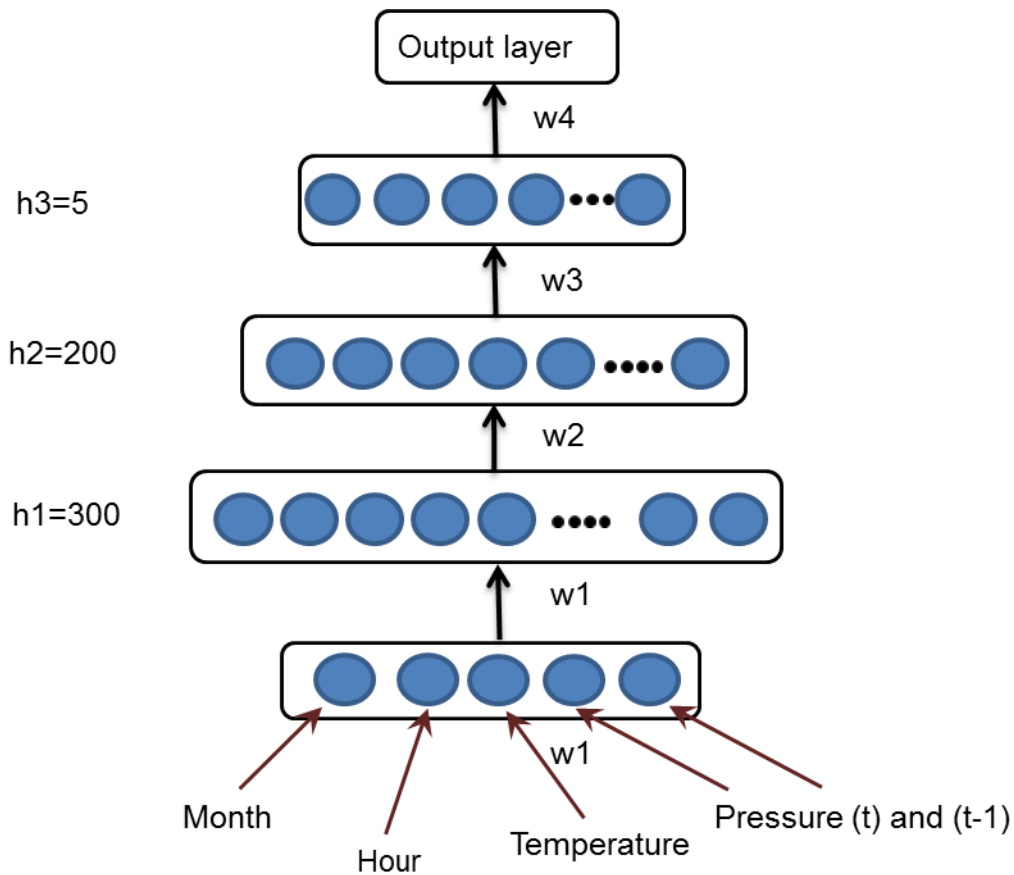 Output layer
w4
h3=5
w3
h2=200
w2
h1=300
w1
w1
Month
Hour
Temperature
Pressure (t) and (t-1)